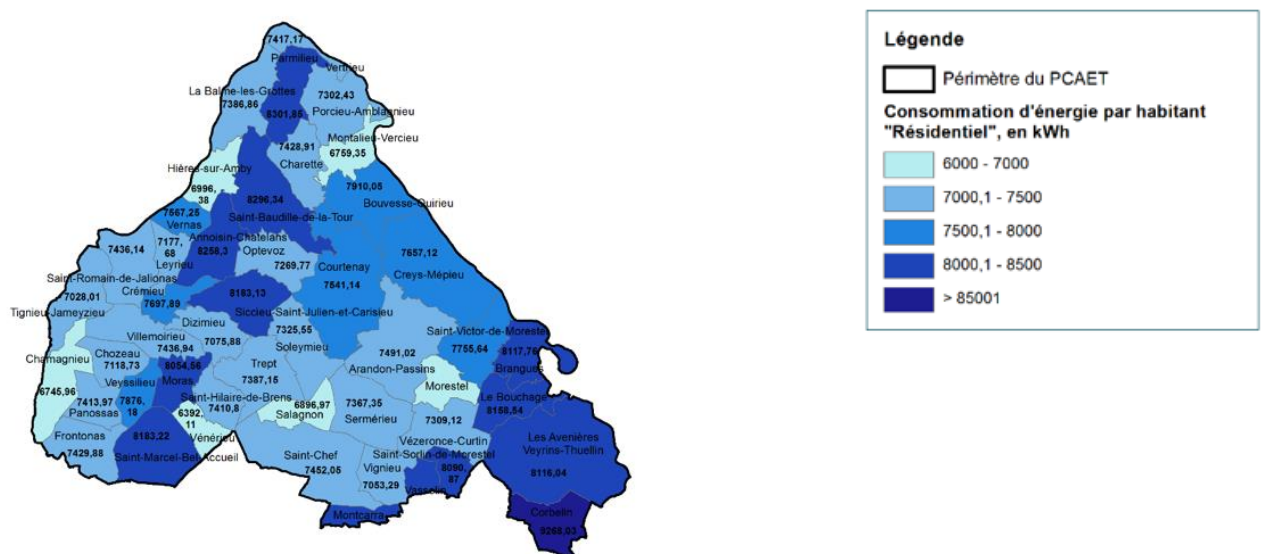 7417,17
Parmilieu
Vertrieu
La Balme-les-Grottes
7302,43
7386,86
8301,85
Porcieu-Amblagnieu
Montalieu-Vercieu
7428,91
6759,35
Charette
Hières-sur-Amby
6996,
38
7910,05
8296,34
Bouvesse-Quirieu
7567,25
Vernas
Saint-Baudille-de-la-Tour
7177,
68
Annoisin-Chatelans
7436,14
8258,3
Optevoz
7657,12
Leyrieu
7269,77
Courtenay
Creys-Mépieu
Saint-Romain-de-Jalionas
7541,14
Crémieu
8183,13
7028,01
7697,89
Tignieu-Jameyzieu
Siccieu-Saint-Julien-et-Carisieu
Dizimieu
7325,55
Saint-Victor-de-Morestel
Villemoirieu
7075,88
Soleymieu
7436,94
7491,02
7755,64
8117,76
Chamagnieu
Chozeau
7118,73
8054,56
Trept
Arandon-Passins
Brangues
Veyssilieu
Moras
7387,15
Morestel
6745,96
7413,97
7876,
18
Saint-Hilaire-de-Brens
Le Bouchage
Panossas
6392,
11
7410,8
6896,97
7367,35
8158,54
Salagnon
Sermérieu
7309,12
Frontonas
8183,22
Vénérieu
Vézeronce-Curtin
Les Avenières
Veyrins-Thuellin
7429,88
Saint-Marcel-Bel-Accueil
Saint-Chef
Saint-Sorlin-de-Morestel
7452,05
Vignieu
8090,
87
8116,04
7053,29
Vasselin
Montcarra
Corbelin
9268,03
Légende
Périmètre du PCAET
Consommation d'énergie par habitant
"Résidentiel", en kWh
6000 - 7000
7000,1 - 7500
7500,1 - 8000
8000,1 - 8500
> 85001